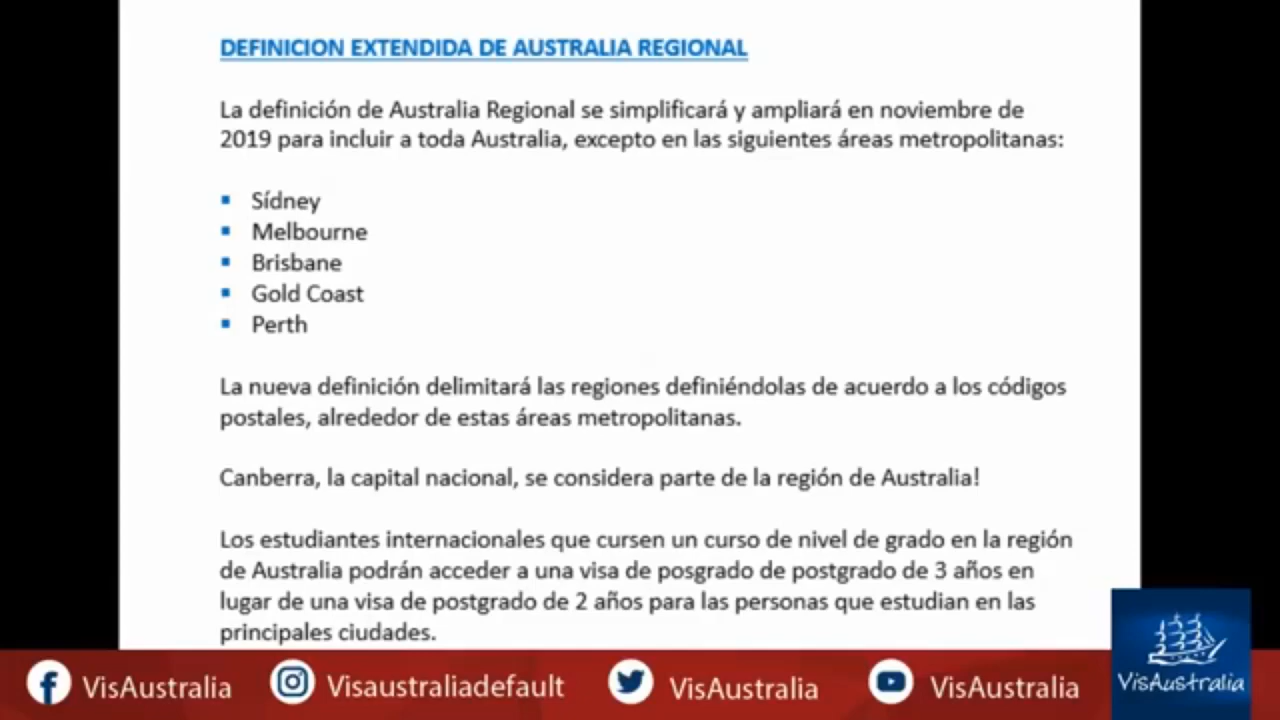 DEFINICION EXTENDIDA DE AUSTRALIA REGIONAL
La definición de Australia Regional se simplificará y ampliará en noviembre de
2019 para incluir a toda Australia, excepto en las siguientes áreas metropolitanas:
Sídney
Melbourne
Brisbane
Gold Coast
Perth
La nueva definición delimitará las regiones definiéndolas de acuerdo a los códigos
postales, alrededor de estas áreas metropolitanas.
Canberra, la capital nacional, se considera parte de la región de Australia!
Los estudiantes internacionales que cursen un curso de nivel de grado en la región
de Australia podrán acceder a una visa de posgrado de postgrado de 3 años en
lugar de una visa de postgrado de 2 años para las personas que estudian en las
principales ciudades.
VisAustralia
Visaustraliadefault
VisAustralia
VisAustralia
VisAustralia